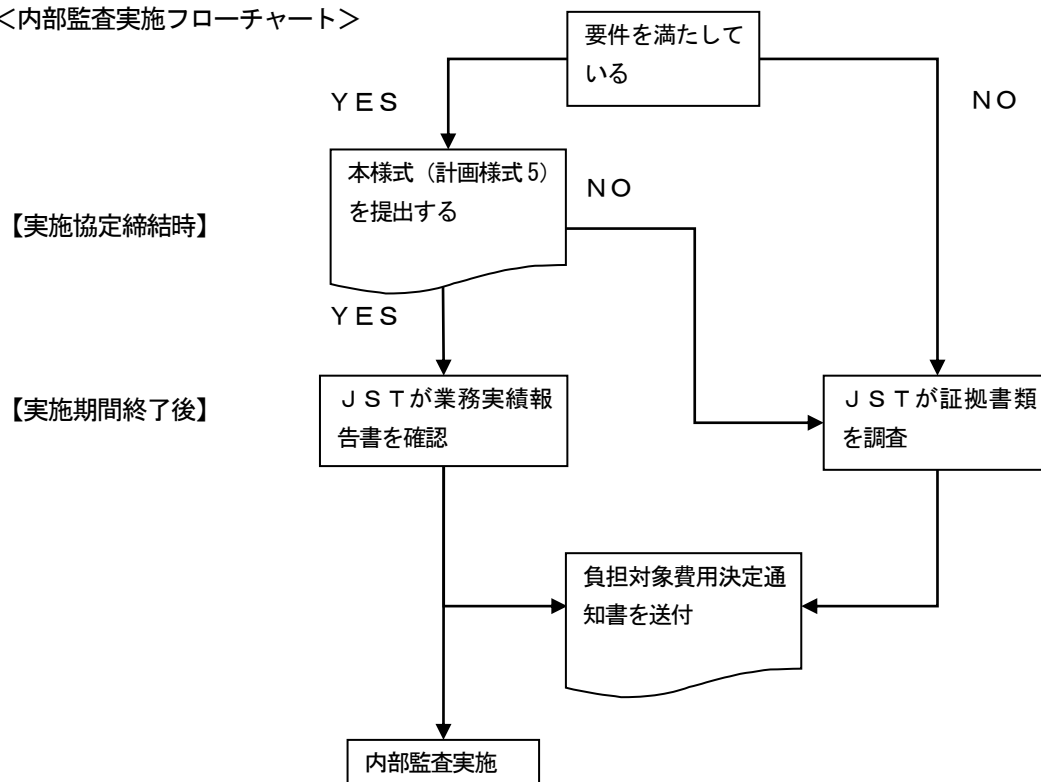 ＜内部監査実施フローチャート＞
要件を満たして
いる
ＹＥＳ
ＮＯ
本様式（計画様式5）
を提出する
ＮＯ
【実施協定締結時】
ＹＥＳ
【実施期間終了後】
ＪＳＴが業務実績報
告書を確認
ＪＳＴが証拠書類
を調査
負担対象費用決定通
知書を送付
内部監査実施